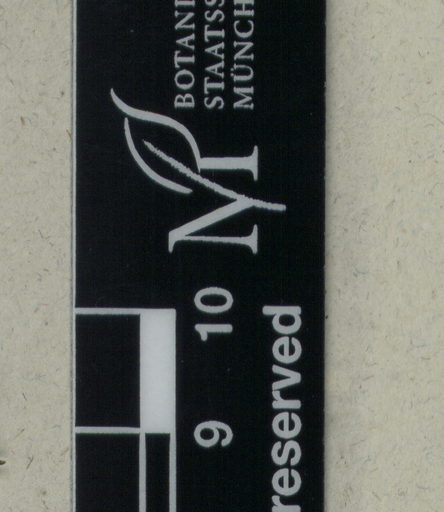 BOTANI
STAATSS
MÜNCH
M
9 10
reserved